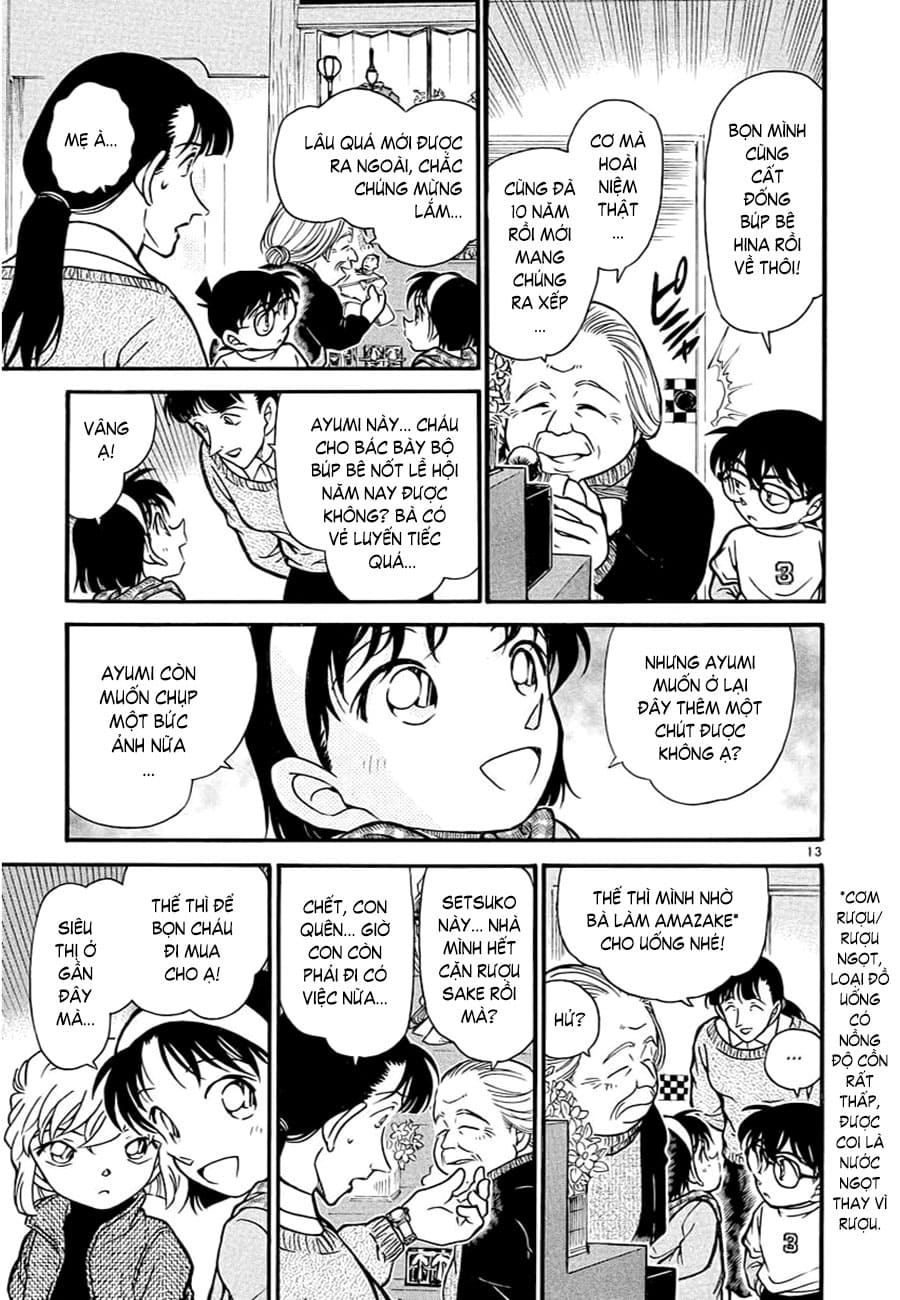 BỌN MÌNH
CÙNG
CẤT
ĐỐNG
BÚP BÊ
HINA RỒI
VỀ THÔI!
CƠ MÀ
HOÀI
NIỆM
THẬT
...
CŨNG ĐÃ
10 NĂM
RỒI MỚI
MANG
CHÚNG
RA XẾP
...
3
LÂU QUÁ MỚI ĐƯỢC
RA NGOÀI, CHẮC
CHÚNG MỪNG
LẮM...
MẸ À...
AYUMI NÀY... CHÁU
CHO BÁC BÀY BỘ
BÚP BÊ NỐT LỄ HỘI
NĂM NAY ĐƯỢC
KHÔNG? BÀ CÓ
VẺ LUYẾN TIẾC
QUÁ...
VÂNG
Ạ!
NHƯNG AYUMI
MUỐN Ở LẠI
ĐÂY THÊM MỘT
CHÚT ĐƯỢC
KHÔNG Ạ?
AYUMI CÒN
MUỐN CHỤP
MỘT BỨC
ẢNH NỮA
...
13
THẾ THÌ MÌNH NHỜ
BÀ LÀM AMAZAKE*
CHO UỐNG NHÉ!
HỬ?
...
3
*CƠM
RƯỢU/
RƯỢU
NGỌT,
LOẠI ĐỒ
UỐNG
CÓ
NỒNG
ĐỘ CỒN
RẤT
THẤP,
ĐƯỢC
COI LÀ
NƯỚC
NGỌT
THAY VÌ
RƯỢU.
SETSUKO
NÀY... NHÀ
MÌNH HẾT
CẶN RƯỢU
SAKE RỒI
MÀ?
CHẾT, CON
QUÊN... GIỜ
CON CÒN
PHẢI ĐI CÓ
VIỆC NỮA...
THẾ THÌ ĐỂ
BỌN CHÁU
ĐI MUA
CHO Ạ!
SIÊU
THỊ Ở
GẦN
ĐÂY
MÀ...